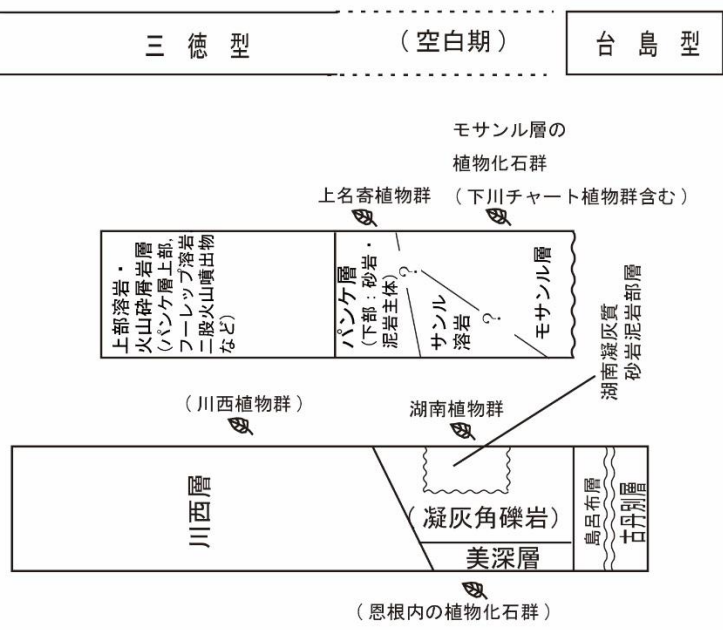 三徳型
（空白期）
台島型
モサンル層の
植物化石群
（下川チャート植物群含む）
上名寄植物群
上部溶岩・
火山砕屑岩層
（パンケ層上部，
フーレップ溶岩
二股火山噴出物
など）
パンケ層
（下部：砂岩・
泥岩主体）
?
サンル
溶岩
?
モサンル層
湖南凝灰質
砂岩泥岩部層
（川西植物群）
湖南植物群
川西層
（凝灰角礫岩）
美深層
鳥呂布層
古丹別層
（恩根内の植物化石群）